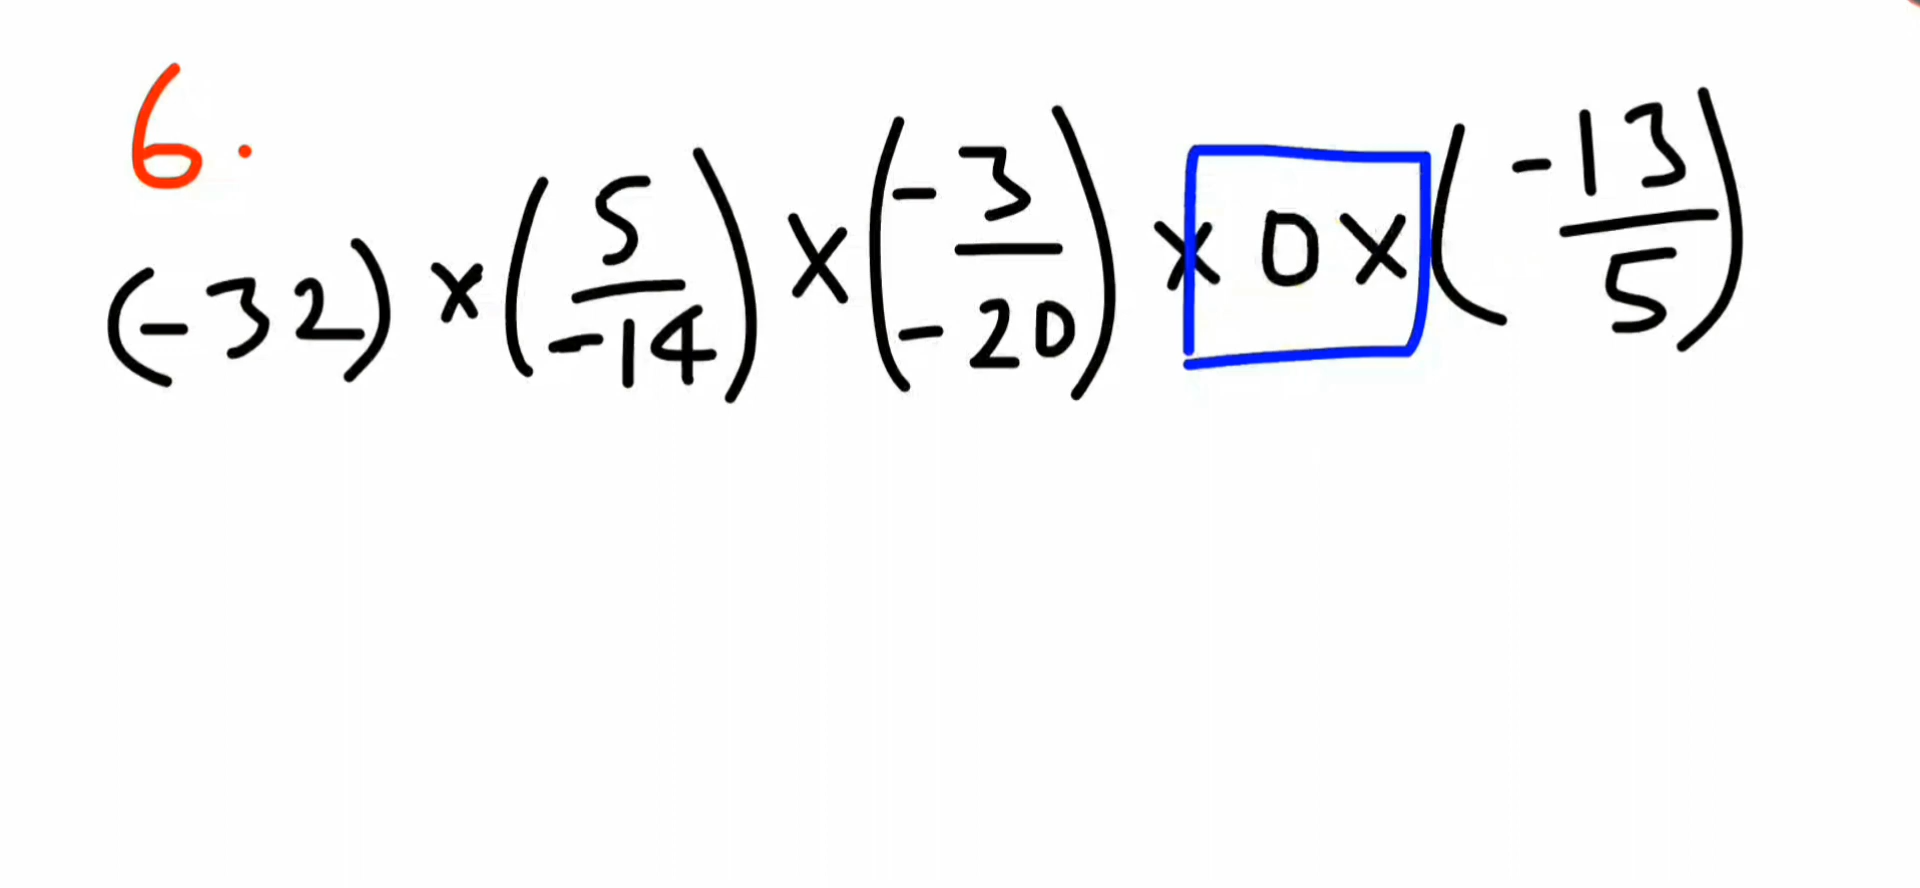 6.
(-32) × (5/-14) × (-3/-20) × 0 × (-13/5)